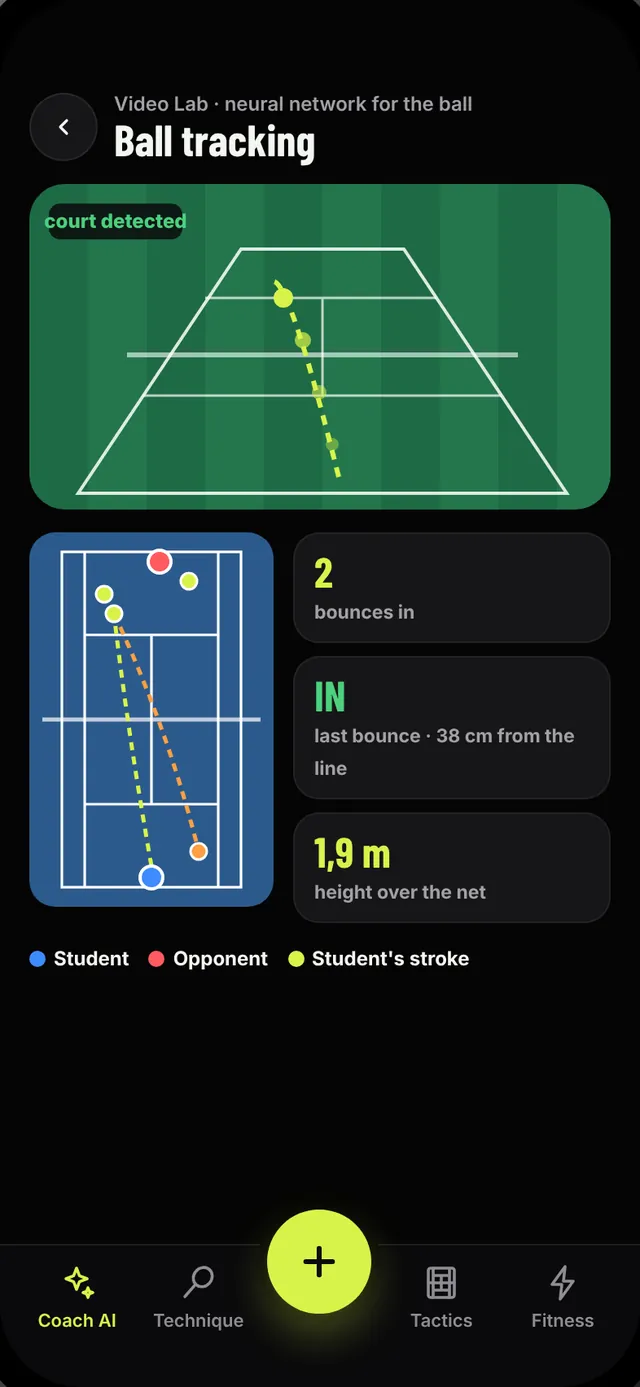 Video Lab · neural network for the ball
Ball tracking
court detected
2
bounces in
IN
last bounce · 38 cm from the
line
1,9 m
height over the net
Student
Opponent
Student's stroke
Coach AI
Technique
Tactics
Fitness